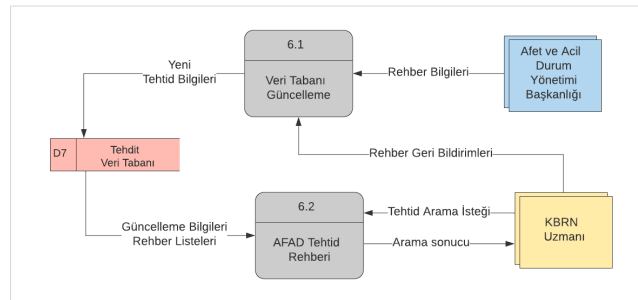 6.1
Veri Tabanı
Güncelleme
Afet ve Acil
Durum
Yönetimi
Başkanlığı
Rehber Bilgileri
Yeni
Tehtid Bilgileri
D7
Tehdit
Veri Tabanı
Rehber Geri Bildirimleri
6.2
AFAD Tehtid
Rehberi
Tehtid Arama İsteği
Arama sonucu
KBRN
Uzmanı
Güncelleme Bilgileri
Rehber Listeleri